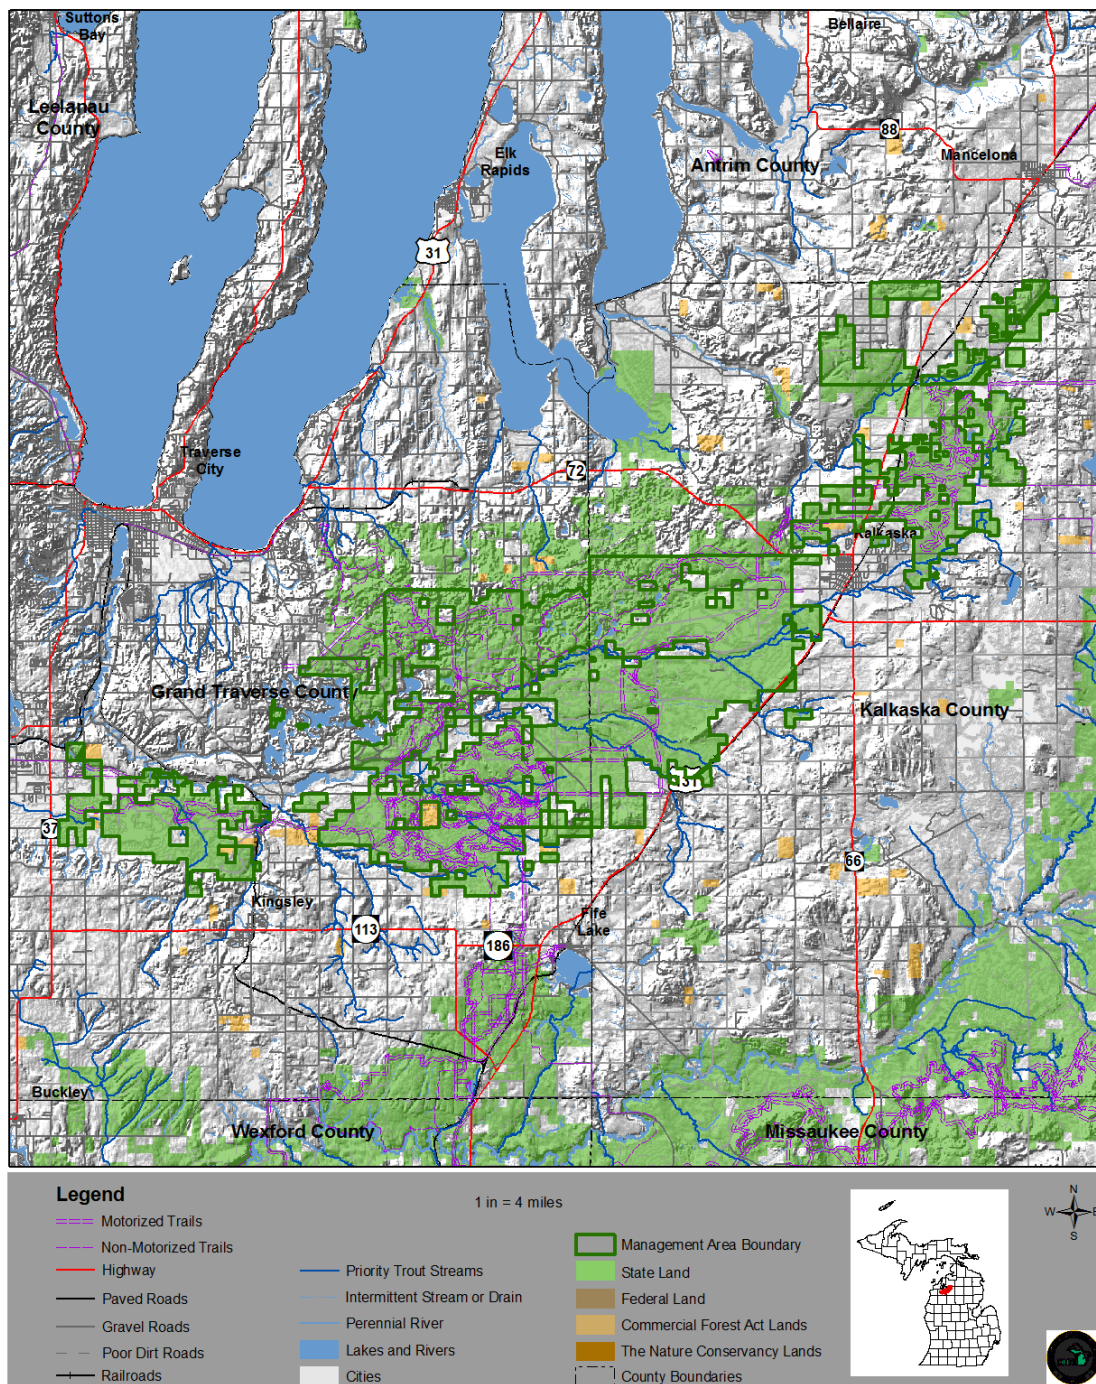 Suttons
Bay
Bellaire
Leelanau
County
88
Elk
Rapids
Antrim County
Mancelona
31
Traverse
City
72
Kalkaska
Grand Traverse County
Kalkaska County
131
37
66
Kingsley
Fife
Lake
113
186
Buckley
Wexford County
Missaukee County
Legend
1 in = 4 miles
Motorized Trails
Non-Motorized Trails
Highway
Paved Roads
Gravel Roads
Poor Dirt Roads
Railroads
Priority Trout Streams
Intermittent Stream or Drain
Perennial River
Lakes and Rivers
Cities
Management Area Boundary
State Land
Federal Land
Commercial Forest Act Lands
The Nature Conservancy Lands
County Boundaries
N
W E
S